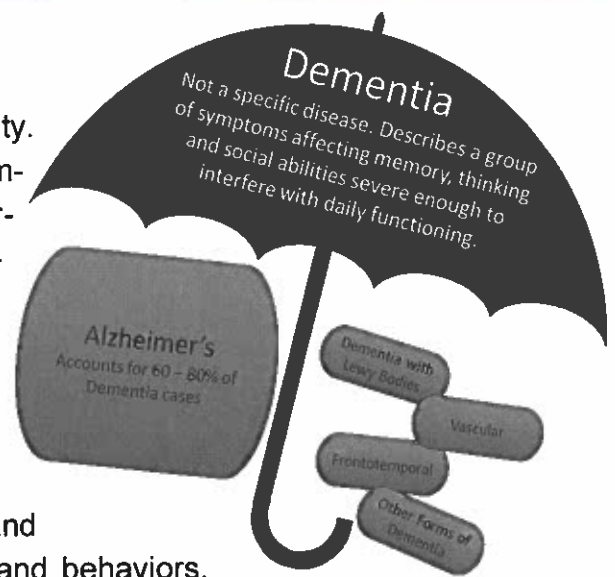 Dementia
Not a specific disease. Describes a group
of symptoms affecting memory, thinking
and social abilities severe enough to
interfere with daily functioning.
ty.
m-
r-
Alzheimer's
Accounts for 60 – 80% of
Dementia cases
Dementia with
Lewy Bodies
Vascular
Frontotemporal
Other Forms of
Dementia
and behaviors.